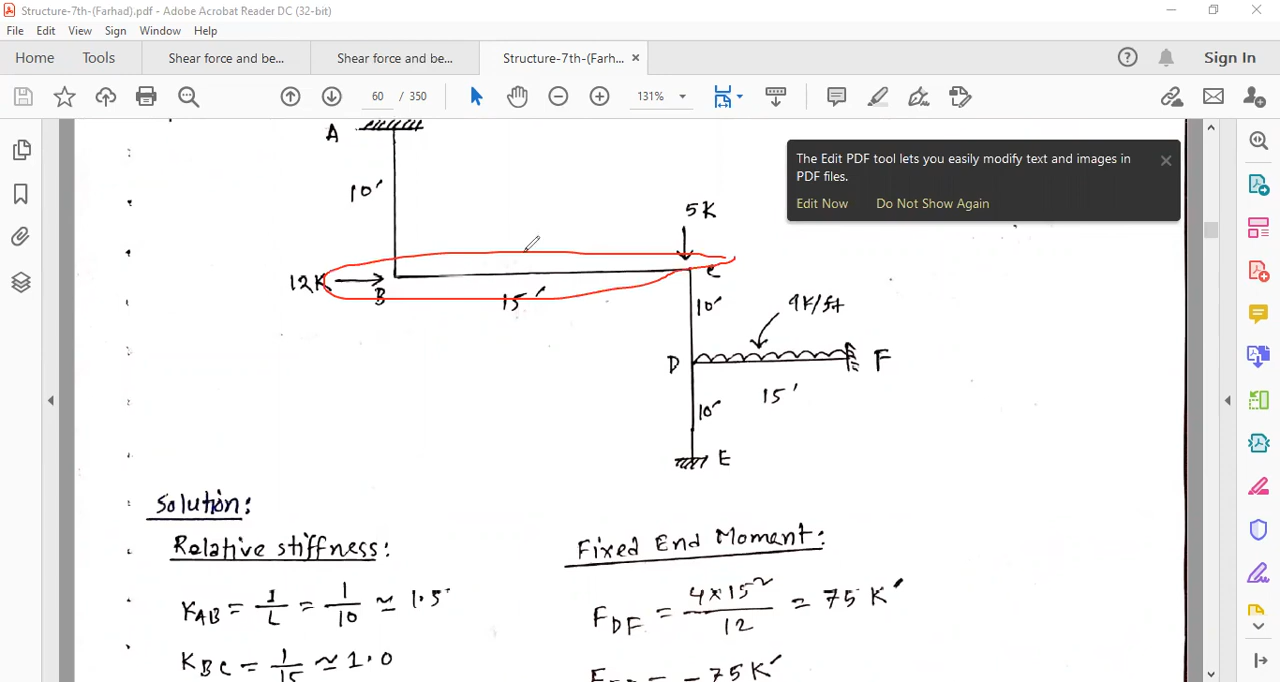 Structure-7th-(Farhad).pdf - Adobe Acrobat Reader DC (32-bit)
File Edit View Sign Window Help
Home Tools Shear force and be... Shear force and be... Structure-7th-(Farh... × Sign In
60 / 350 131%
The Edit PDF tool lets you easily modify text and images in
PDF files.
Edit Now Do Not Show Again
A
10'
5K
12K B 15' C
10'
9K/ft
D F
15'
10'
E
Solution:
Relative stiffness: Fixed End Moment:
KAB = 1/L = 1/10 ≃ 1.5 FDF = 4×15²/12 = 75 K'
KBC = 1/15 ≃ 1.0 = -75K'